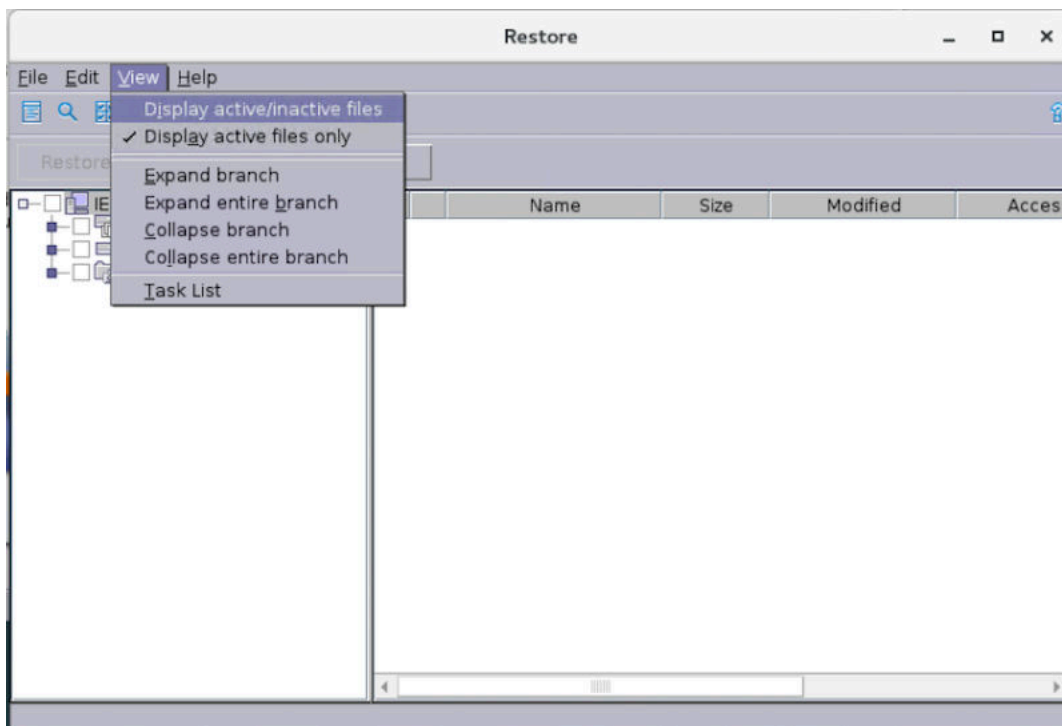 Restore
File Edit View Help
Display active/inactive files
Display active files only
Restore
Expand branch
Expand entire branch
Collapse branch
Collapse entire branch
Task List
IE
Name Size Modified Acces